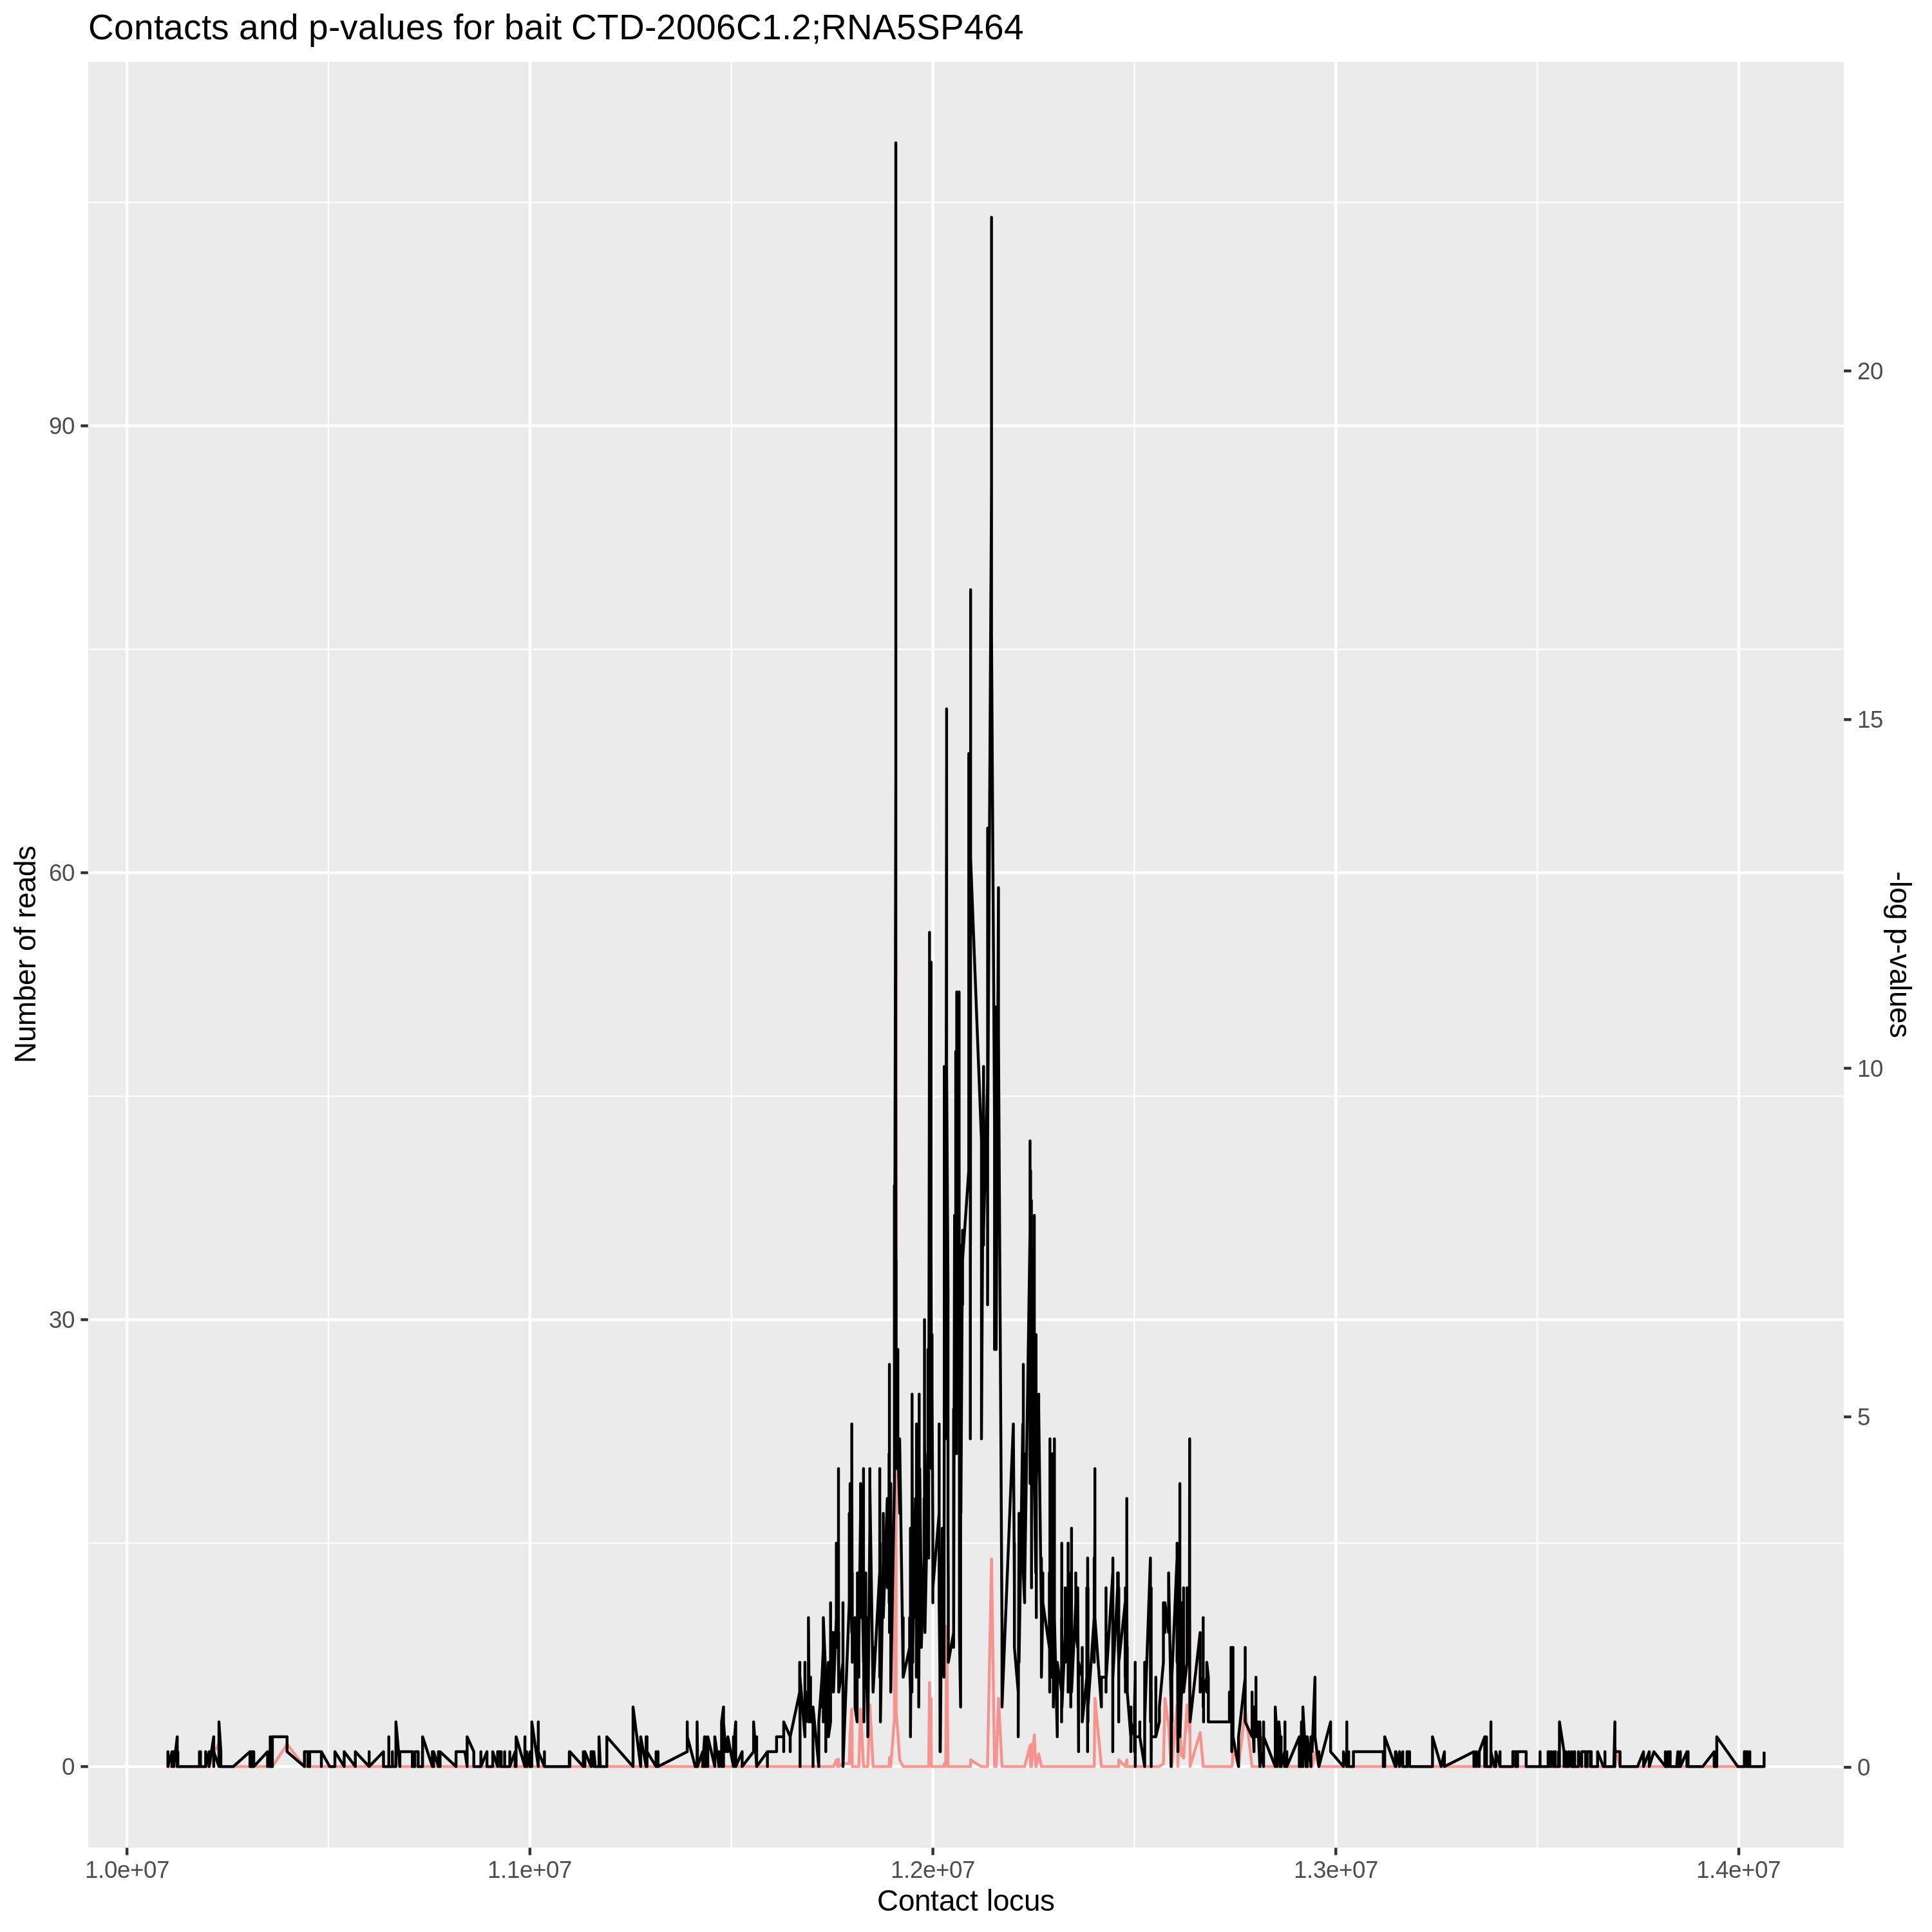 Contacts and p-values for bait CTD-2006C1.2;RNA5SP464
90
60
30
0
Number of reads
20
15
10
5
0
-log p-values
1.0e+07 1.1e+07 1.2e+07 1.3e+07 1.4e+07
Contact locus